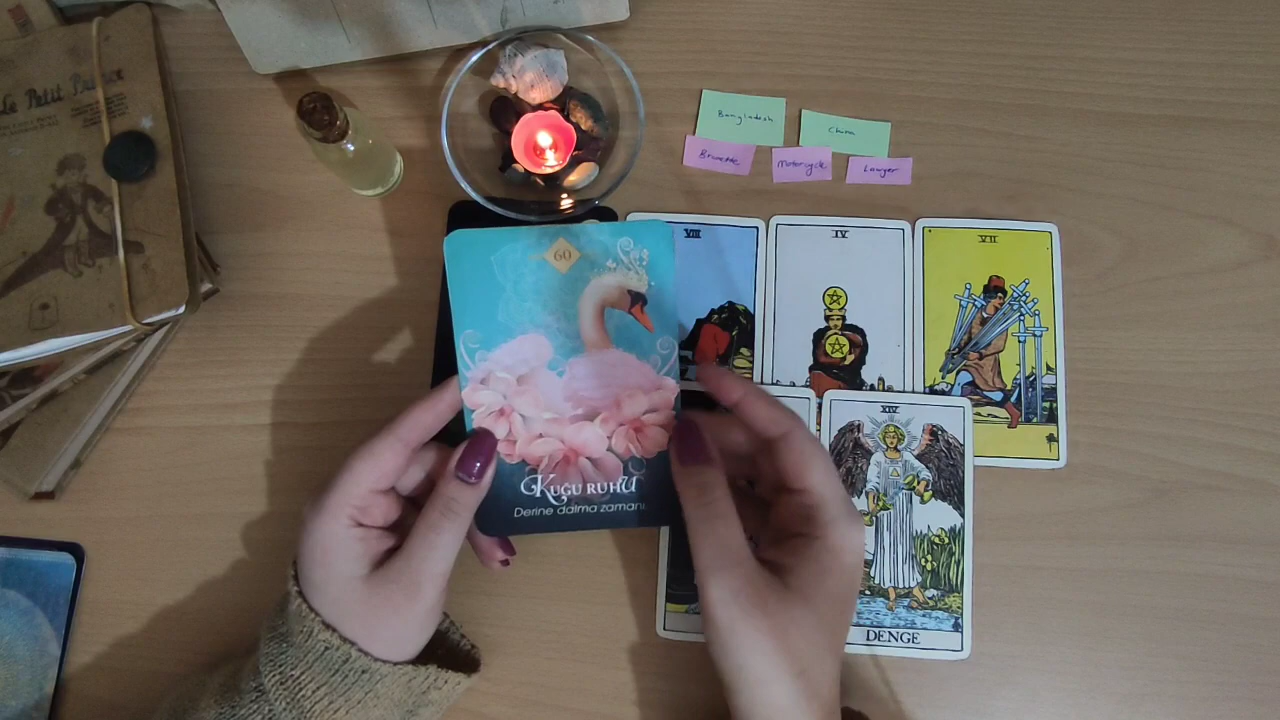 Le Petit Prince
Bangladesh
China
Brunette
Motorcycle
Lawyer
VIII
IV
VII
60
KUĞU RUHU
Derine dalma zamanı
XIV
DENGE